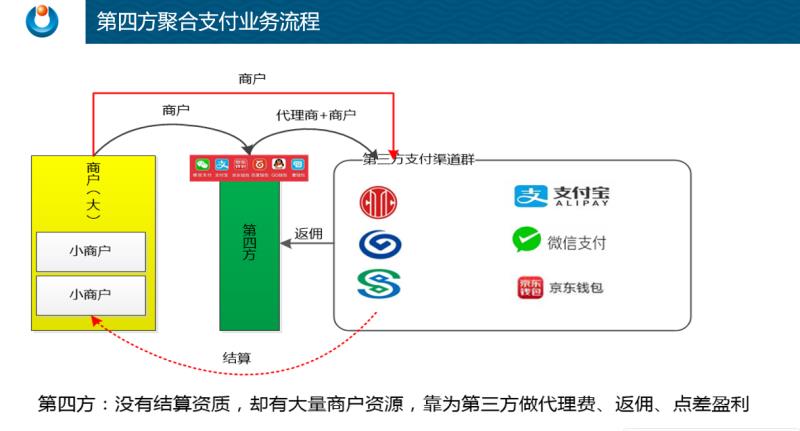 第四方聚合支付业务流程
商户
商户
代理商+商户
第三方支付渠道群
商户（大）
小商户
小商户
第四方
返佣
支付宝
ALIPAY
微信支付
京东
钱包
京东钱包
结算
第四方：没有结算资质，却有大量商户资源，靠为第三方做代理费、返佣、点差盈利